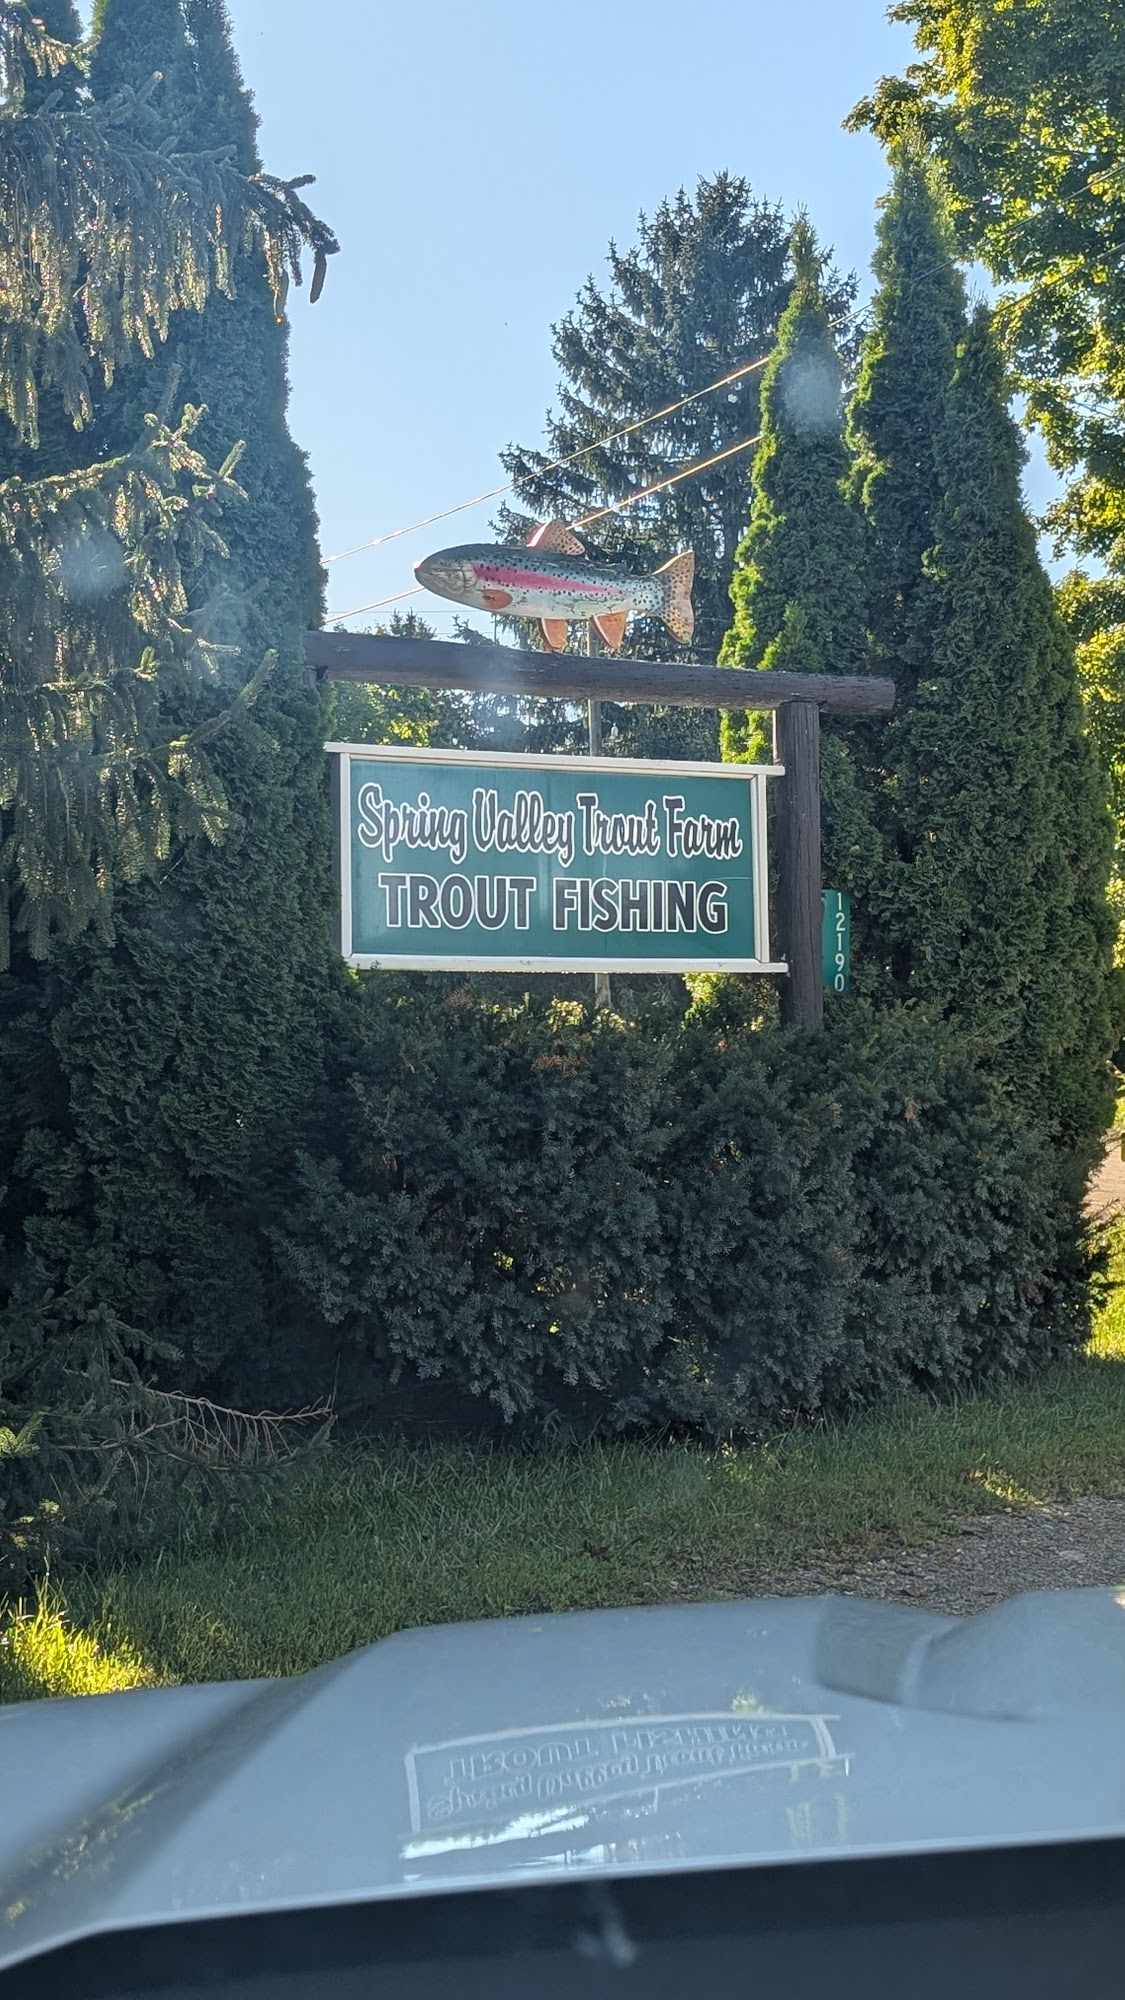 Spring Valley Trout Farm
TROUT FISHING
12190